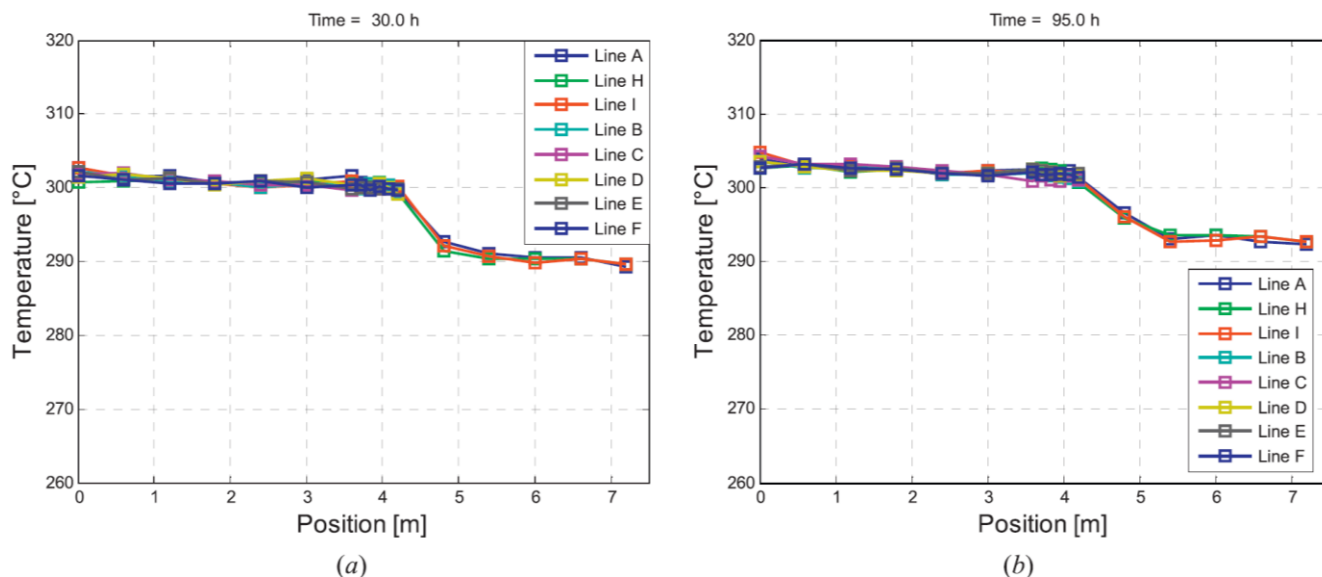 Time = 30.0 h
320
310
300
290
280
270
260
Temperature [°C]
0 1 2 3 4 5 6 7
Position [m]
Line A
Line H
Line I
Line B
Line C
Line D
Line E
Line F
(a)
Time = 95.0 h
320
310
300
290
280
270
260
Temperature [°C]
0 1 2 3 4 5 6 7
Position [m]
Line A
Line H
Line I
Line B
Line C
Line D
Line E
Line F
(b)